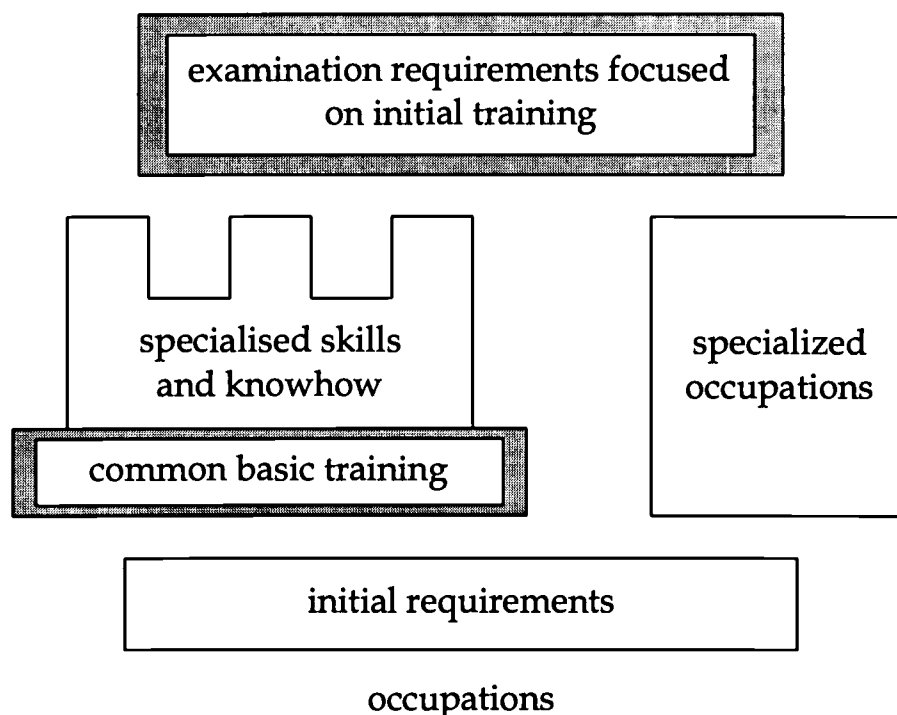 examination requirements focused
on initial training
specialised skills
and knowhow
specialized
occupations
common basic training
initial requirements
occupations